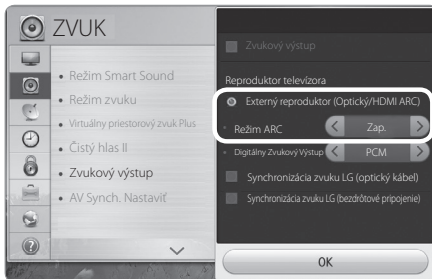 ZVUK
Režim Smart Sound
Režim zvuku
Virtuálny priestorový zvuk Plus
Čistý hlas II
Zvukový výstup
AV Synch. Nastaviť
Zvukový výstup
Reproduktor televízora
Externý reproduktor (Optický/HDMI ARC)
Režim ARC < Zap. >
Digitálny Zvukový Výstup < PCM >
Synchronizácia zvuku LG (optický kábel)
Synchronizácia zvuku LG (bezdrôtové pripojenie)
OK